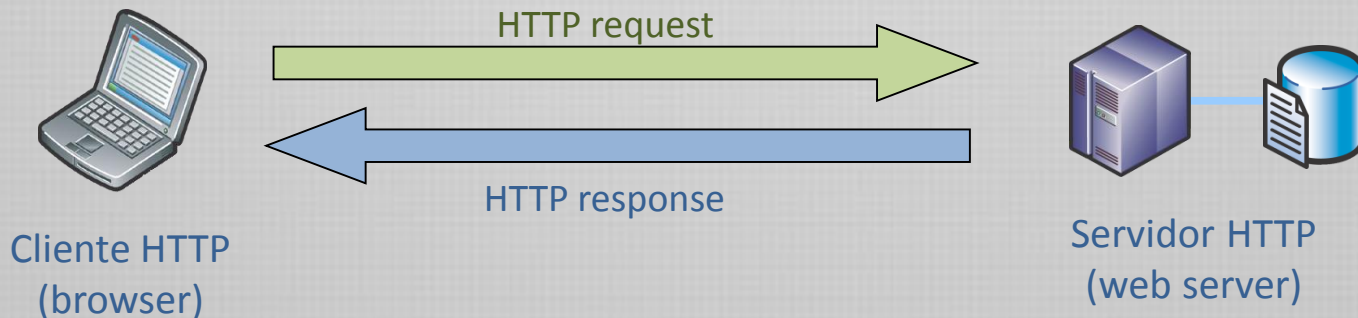 HTTP request
HTTP response
Cliente HTTP
(browser)
Servidor HTTP
(web server)